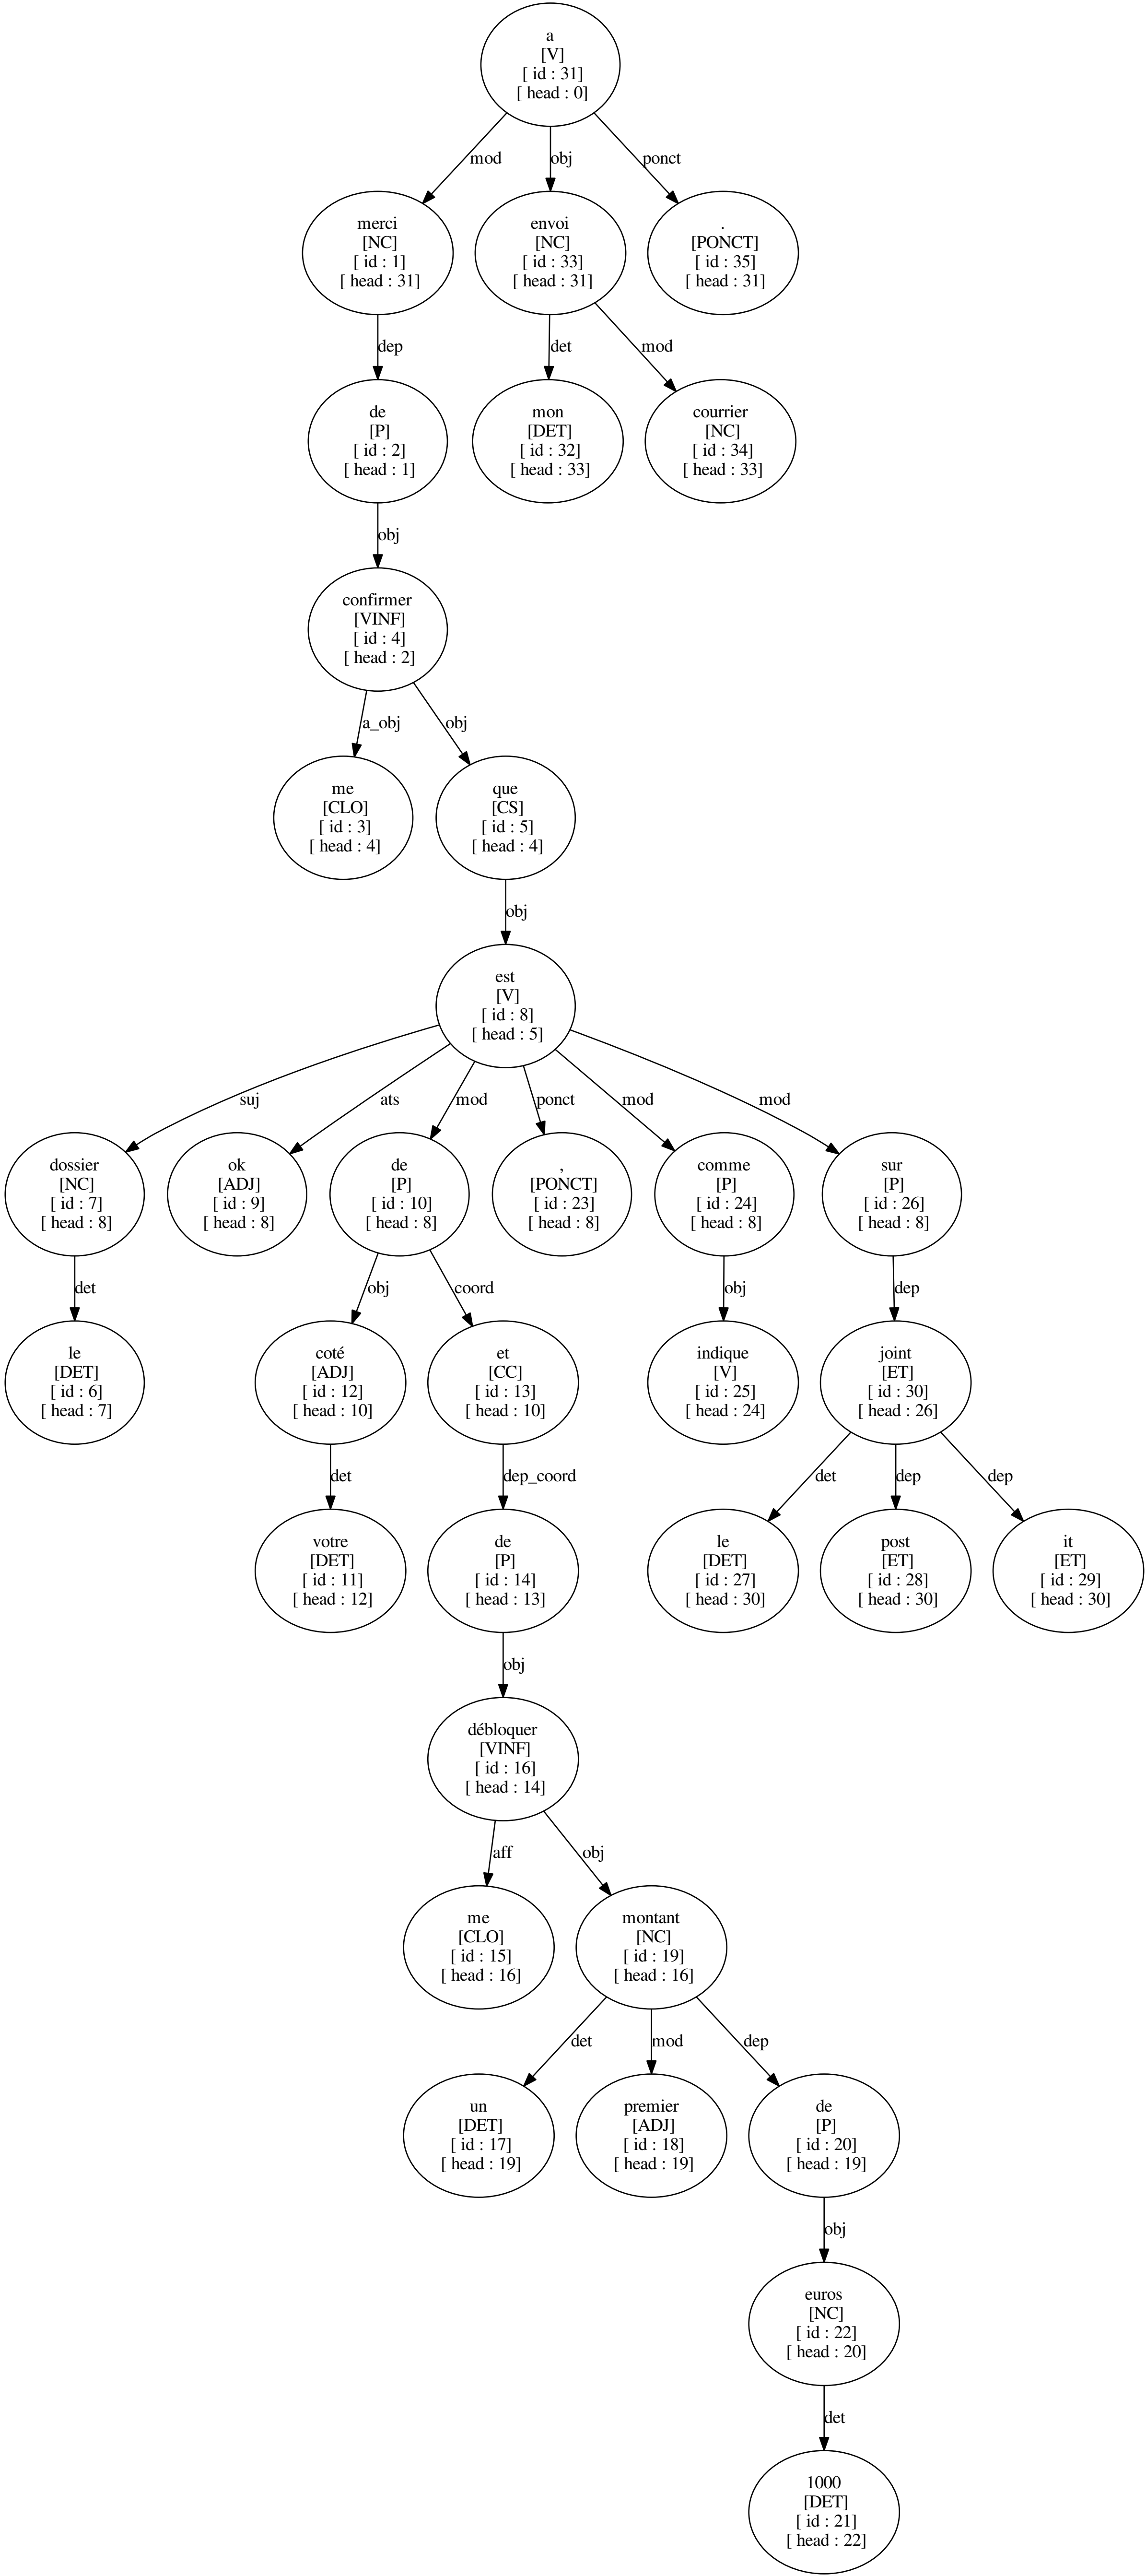 a
[V]
[ id : 31]
[ head : 0]
mod
obj
ponct
merci
[NC]
[ id : 1]
[ head : 31]
envoi
[NC]
[ id : 33]
[ head : 31]
.
[PONCT]
[ id : 35]
[ head : 31]
dep
det
mod
de
[P]
[ id : 2]
[ head : 1]
mon
[DET]
[ id : 32]
[ head : 33]
courrier
[NC]
[ id : 34]
[ head : 33]
obj
confirmer
[VINF]
[ id : 4]
[ head : 2]
a_obj
obj
me
[CLO]
[ id : 3]
[ head : 4]
que
[CS]
[ id : 5]
[ head : 4]
obj
est
[V]
[ id : 8]
[ head : 5]
suj
ats
mod
ponct
mod
mod
dossier
[NC]
[ id : 7]
[ head : 8]
ok
[ADJ]
[ id : 9]
[ head : 8]
de
[P]
[ id : 10]
[ head : 8]
,
[PONCT]
[ id : 23]
[ head : 8]
comme
[P]
[ id : 24]
[ head : 8]
sur
[P]
[ id : 26]
[ head : 8]
det
obj
coord
obj
dep
le
[DET]
[ id : 6]
[ head : 7]
coté
[ADJ]
[ id : 12]
[ head : 10]
et
[CC]
[ id : 13]
[ head : 10]
indique
[V]
[ id : 25]
[ head : 24]
joint
[ET]
[ id : 30]
[ head : 26]
det
dep_coord
det
dep
dep
votre
[DET]
[ id : 11]
[ head : 12]
de
[P]
[ id : 14]
[ head : 13]
le
[DET]
[ id : 27]
[ head : 30]
post
[ET]
[ id : 28]
[ head : 30]
it
[ET]
[ id : 29]
[ head : 30]
obj
débloquer
[VINF]
[ id : 16]
[ head : 14]
aff
obj
me
[CLO]
[ id : 15]
[ head : 16]
montant
[NC]
[ id : 19]
[ head : 16]
det
mod
dep
un
[DET]
[ id : 17]
[ head : 19]
premier
[ADJ]
[ id : 18]
[ head : 19]
de
[P]
[ id : 20]
[ head : 19]
obj
euros
[NC]
[ id : 22]
[ head : 20]
det
1000
[DET]
[ id : 21]
[ head : 22]